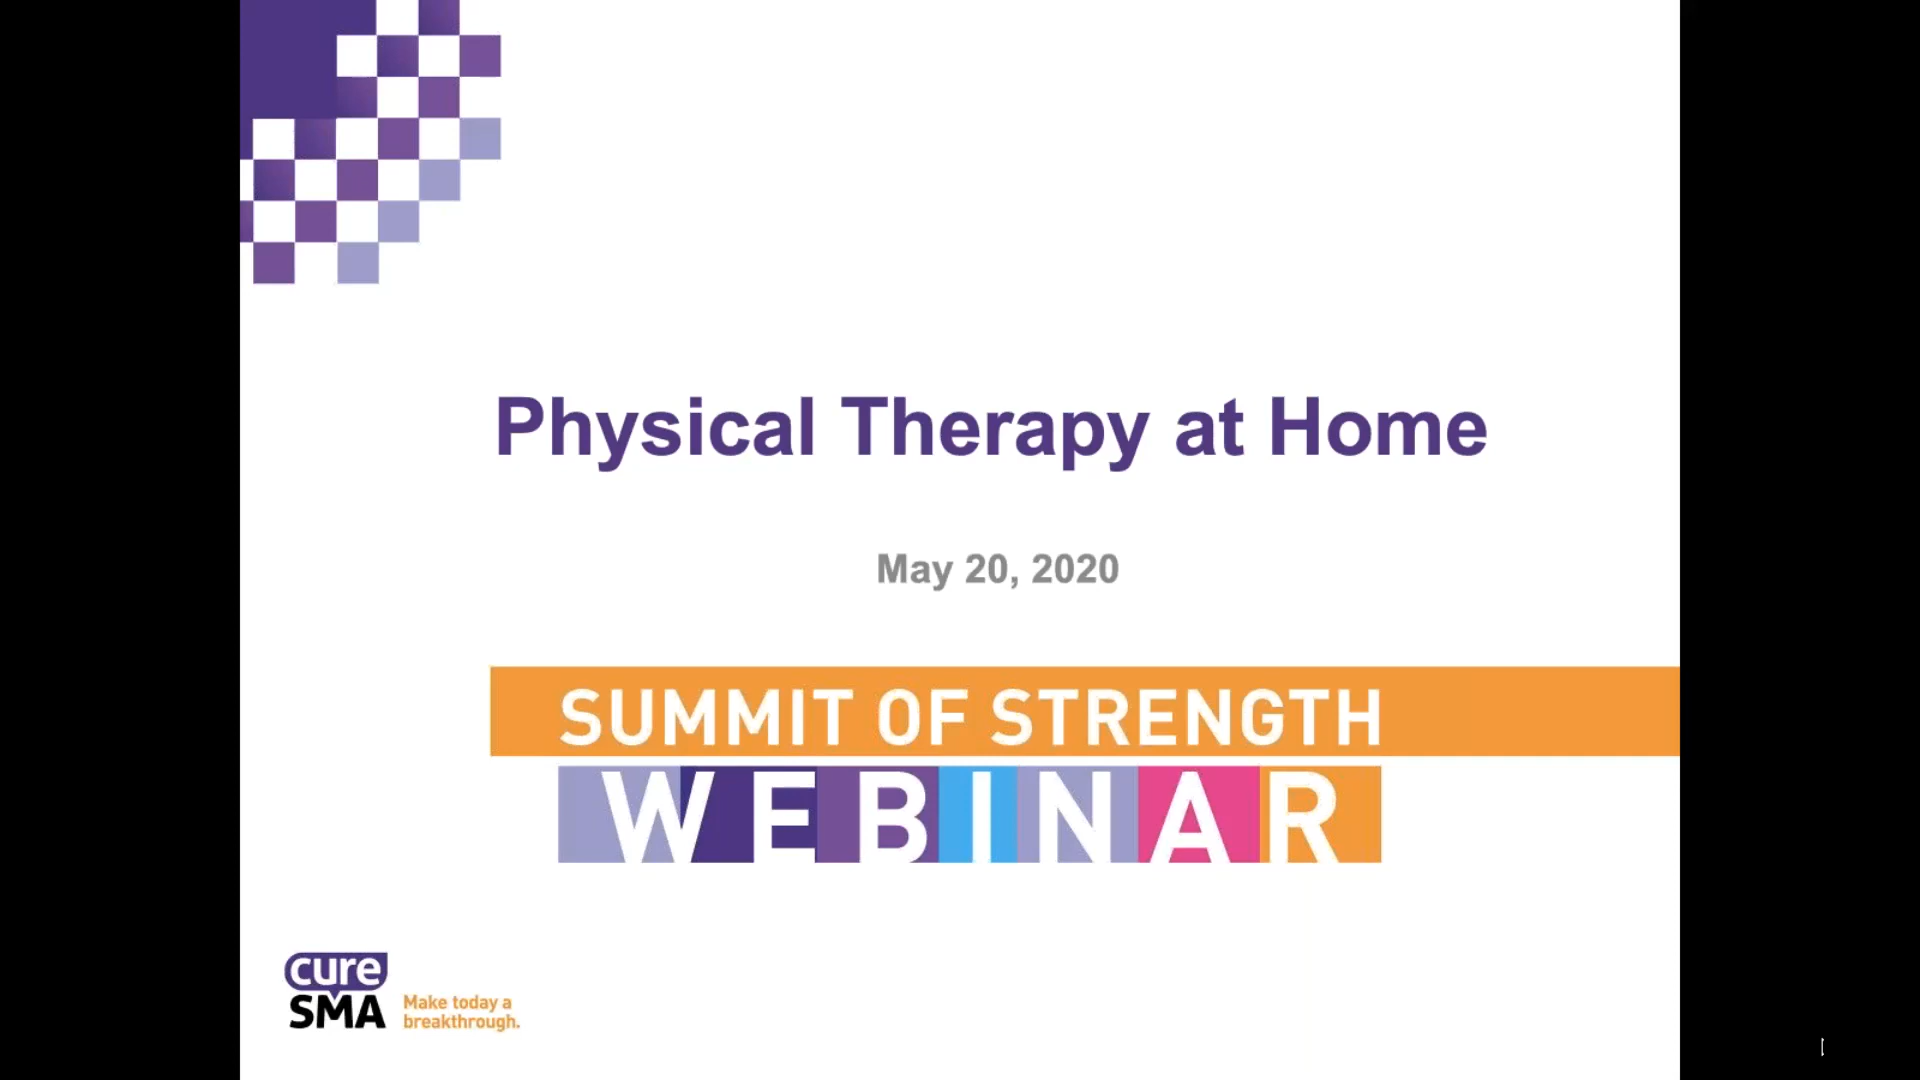 Physical Therapy at Home
May 20, 2020
SUMMIT OF STRENGTH
WEBINAR
cure
SMA
Make today a
breakthrough.